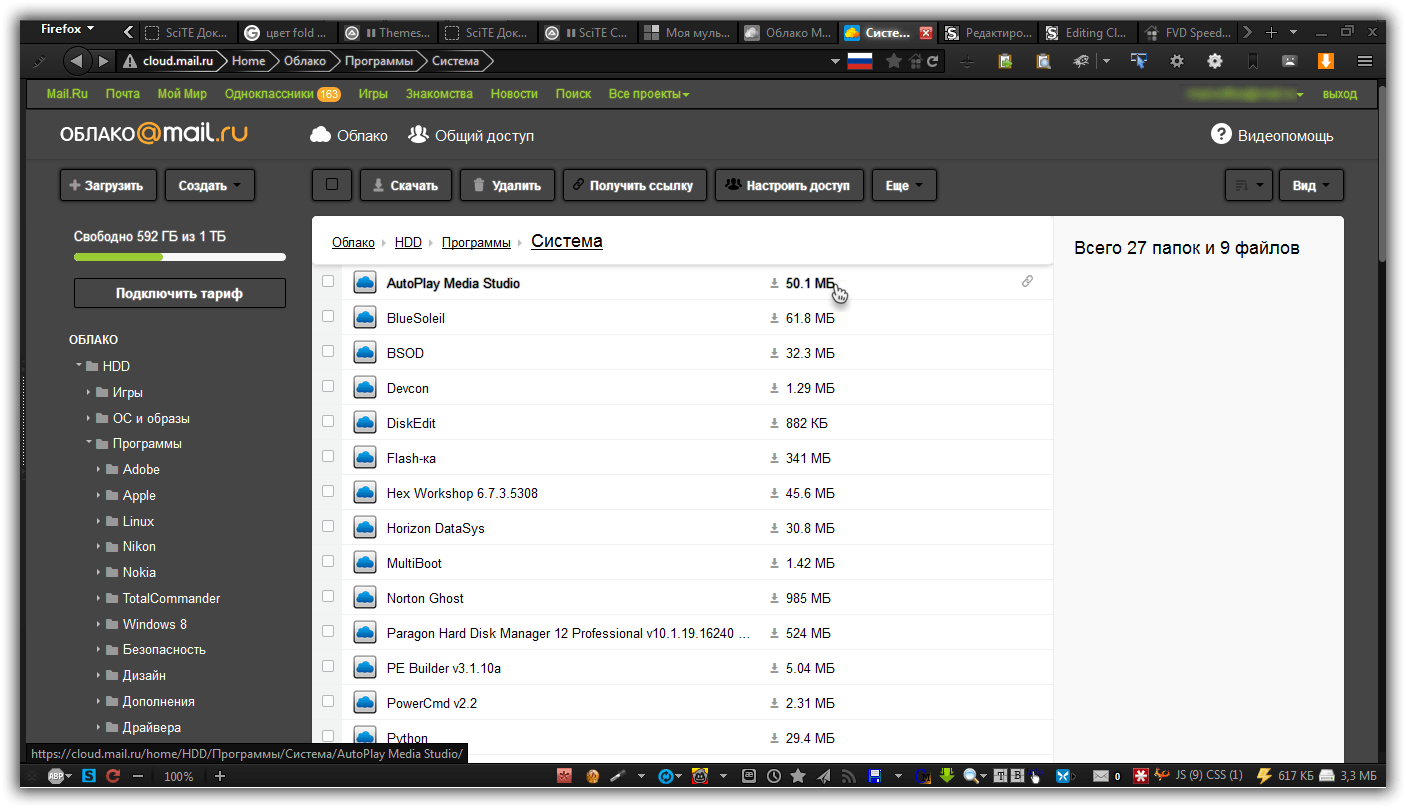 Firefox
SciTE Док...
цвет fold ...
Themes...
SciTE Док...
SciTE C...
Моя муль...
Облако М...
Систе...
Редактиро...
Editing Cl...
FVD Speed...
cloud.mail.ru Home Облако Программы Система
Mail.Ru Почта Мой Мир Одноклассники 163 Игры Знакомства Новости Поиск Все проекты
выход
ОБЛАКО@mail.ru Облако Общий доступ ? Видеопомощь
Загрузить Создать Скачать Удалить Получить ссылку Настроить доступ Еще Вид
Свободно 592 ГБ из 1 ТБ
Подключить тариф
ОБЛАКО
HDD
Игры
ОС и образы
Программы
Adobe
Apple
Linux
Nikon
Nokia
TotalCommander
Windows 8
Безопасность
Дизайн
Дополнения
Драйвера
Облако HDD Программы Система
AutoPlay Media Studio 50.1 МБ
BlueSoleil 61.8 МБ
BSOD 32.3 МБ
Devcon 1.29 МБ
DiskEdit 882 КБ
Flash-ка 341 МБ
Hex Workshop 6.7.3.5308 45.6 МБ
Horizon DataSys 30.8 МБ
MultiBoot 1.42 МБ
Norton Ghost 985 МБ
Paragon Hard Disk Manager 12 Professional v10.1.19.16240 ... 524 МБ
PE Builder v3.1.10a 5.04 МБ
PowerCmd v2.2 2.31 МБ
Python 29.4 МБ
Всего 27 папок и 9 файлов
https://cloud.mail.ru/home/HDD/Программы/Система/AutoPlay Media Studio/
ABP S 100% T B 0 JS (9) CSS (1) 617 КБ 3,3 МБ